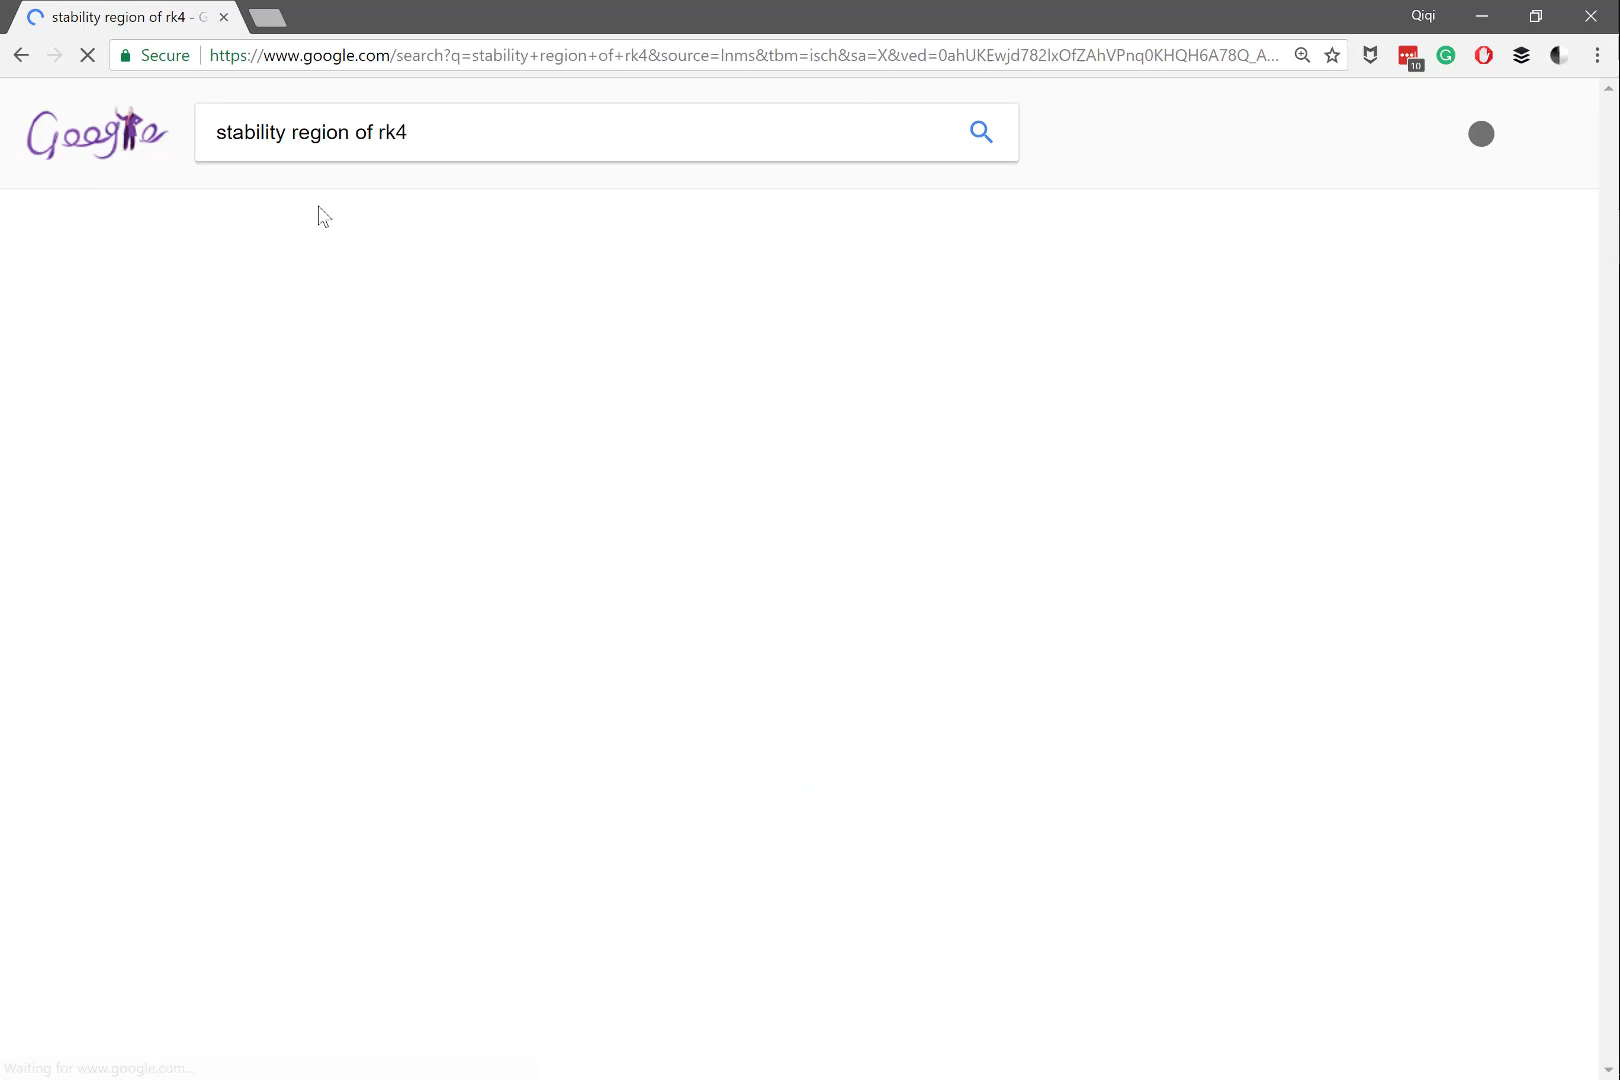 stability region of rk4 - G
Qiqi
Secure
https://www.google.com/search?q=stability+region+of+rk4&source=lnms&tbm=isch&sa=X&ved=0ahUKEwjd782lxOfZAhVPnq0KHQH6A78Q_A...
10
Google
stability region of rk4
Waiting for www.google.com...